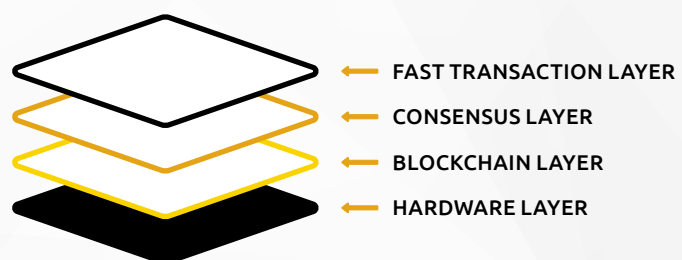 FAST TRANSACTION LAYER
CONSENSUS LAYER
BLOCKCHAIN LAYER
HARDWARE LAYER